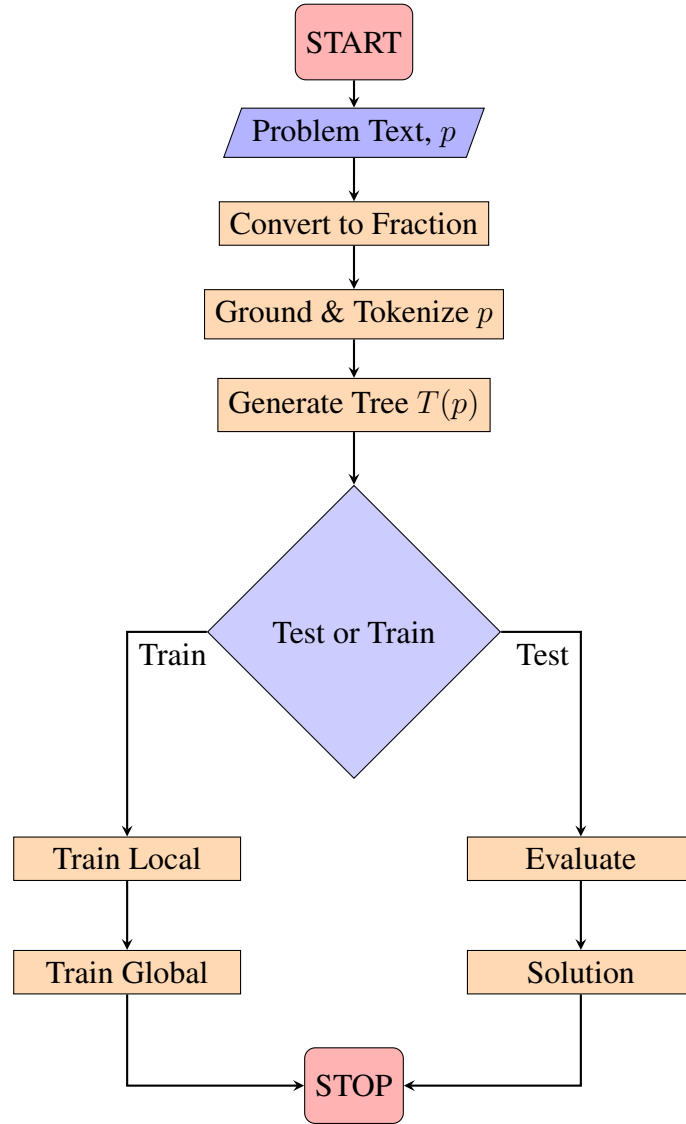 START
Problem Text, p
Convert to Fraction
Ground & Tokenize p
Generate Tree T(p)
Test or Train
Train
Test
Train Local
Evaluate
Train Global
Solution
STOP